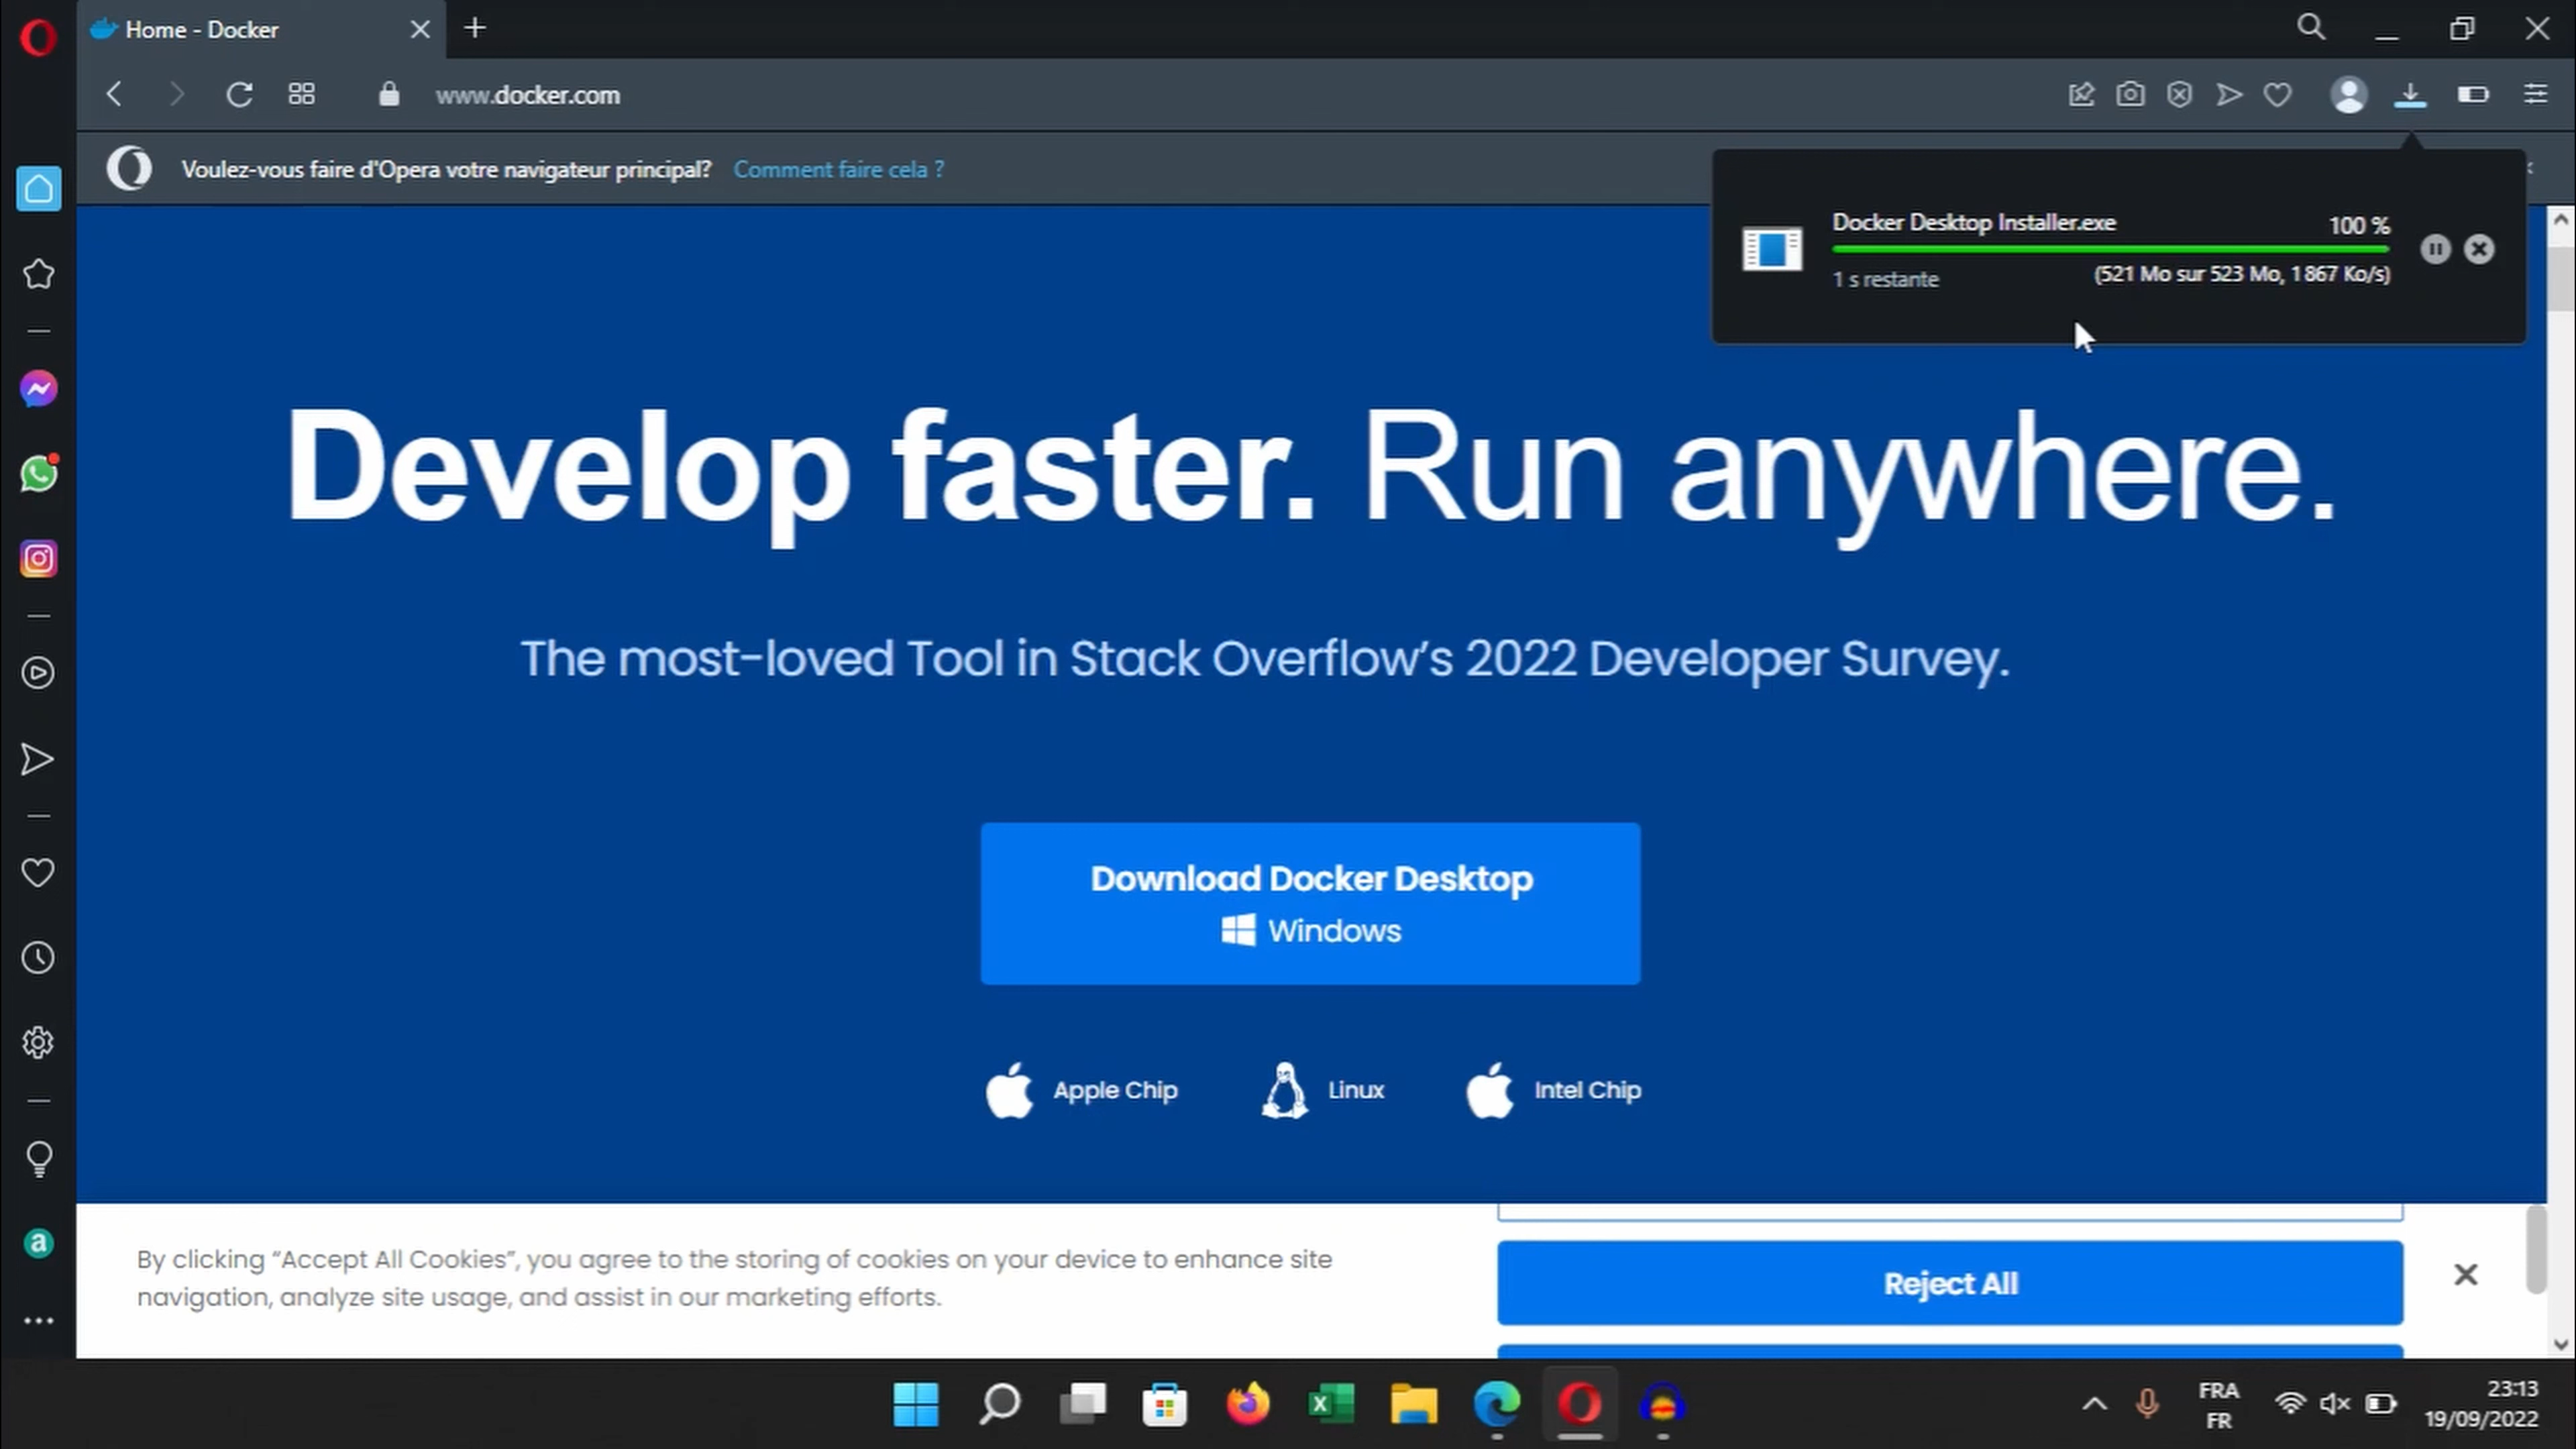 Home - Docker
www.docker.com
Voulez-vous faire d'Opera votre navigateur principal? Comment faire cela ?
Docker Desktop Installer.exe 100 %
1 s restante (521 Mo sur 523 Mo, 1 867 Ko/s)
Develop faster. Run anywhere.
The most-loved Tool in Stack Overflow’s 2022 Developer Survey.
Download Docker Desktop
Windows
Apple Chip Linux Intel Chip
By clicking “Accept All Cookies”, you agree to the storing of cookies on your device to enhance site
navigation, analyze site usage, and assist in our marketing efforts.
Reject All
FRA
FR
23:13
19/09/2022